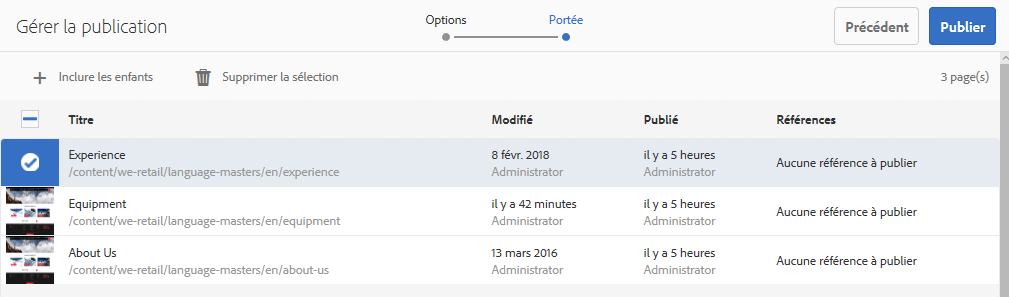 Gérer la publication
Options
Portée
Précédent
Publier
Inclure les enfants
Supprimer la sélection
3 page(s)
Titre Modifié Publié Références
Experience 8 févr. 2018 il y a 5 heures Aucune référence à publier
/content/we-retail/language-masters/en/experience Administrator Administrator
Equipment il y a 42 minutes il y a 5 heures Aucune référence à publier
/content/we-retail/language-masters/en/equipment Administrator Administrator
About Us 13 mars 2016 il y a 5 heures Aucune référence à publier
/content/we-retail/language-masters/en/about-us Administrator Administrator